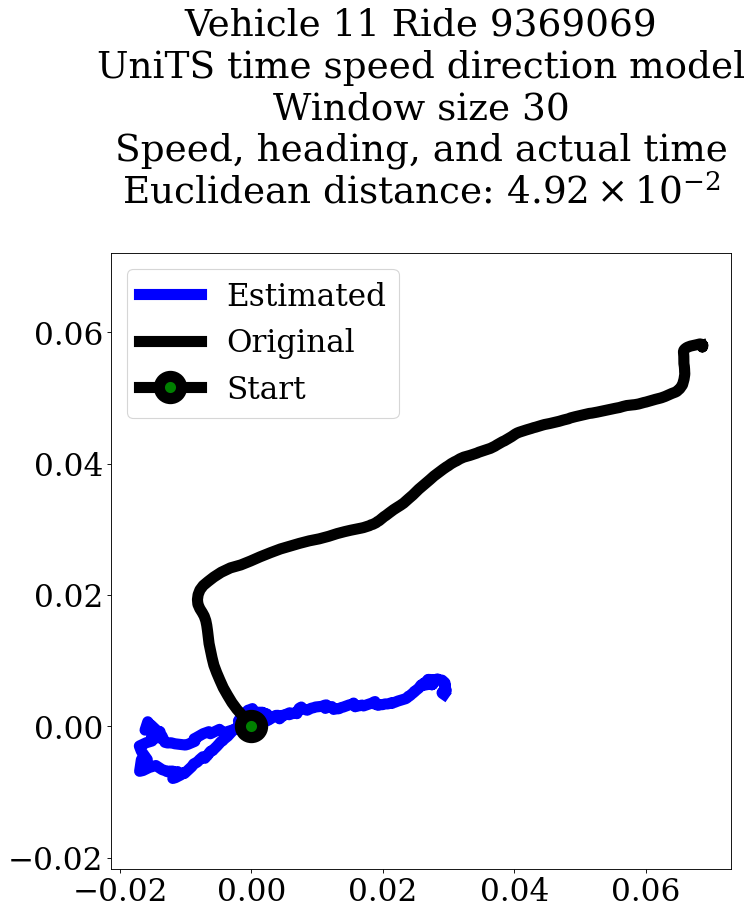 Vehicle 11 Ride 9369069
UniTS time speed direction model
Window size 30
Speed, heading, and actual time
Euclidean distance: 4.92 × 10⁻²
Estimated
Original
Start
0.06
0.04
0.02
0.00
−0.02
−0.02 0.00 0.02 0.04 0.06